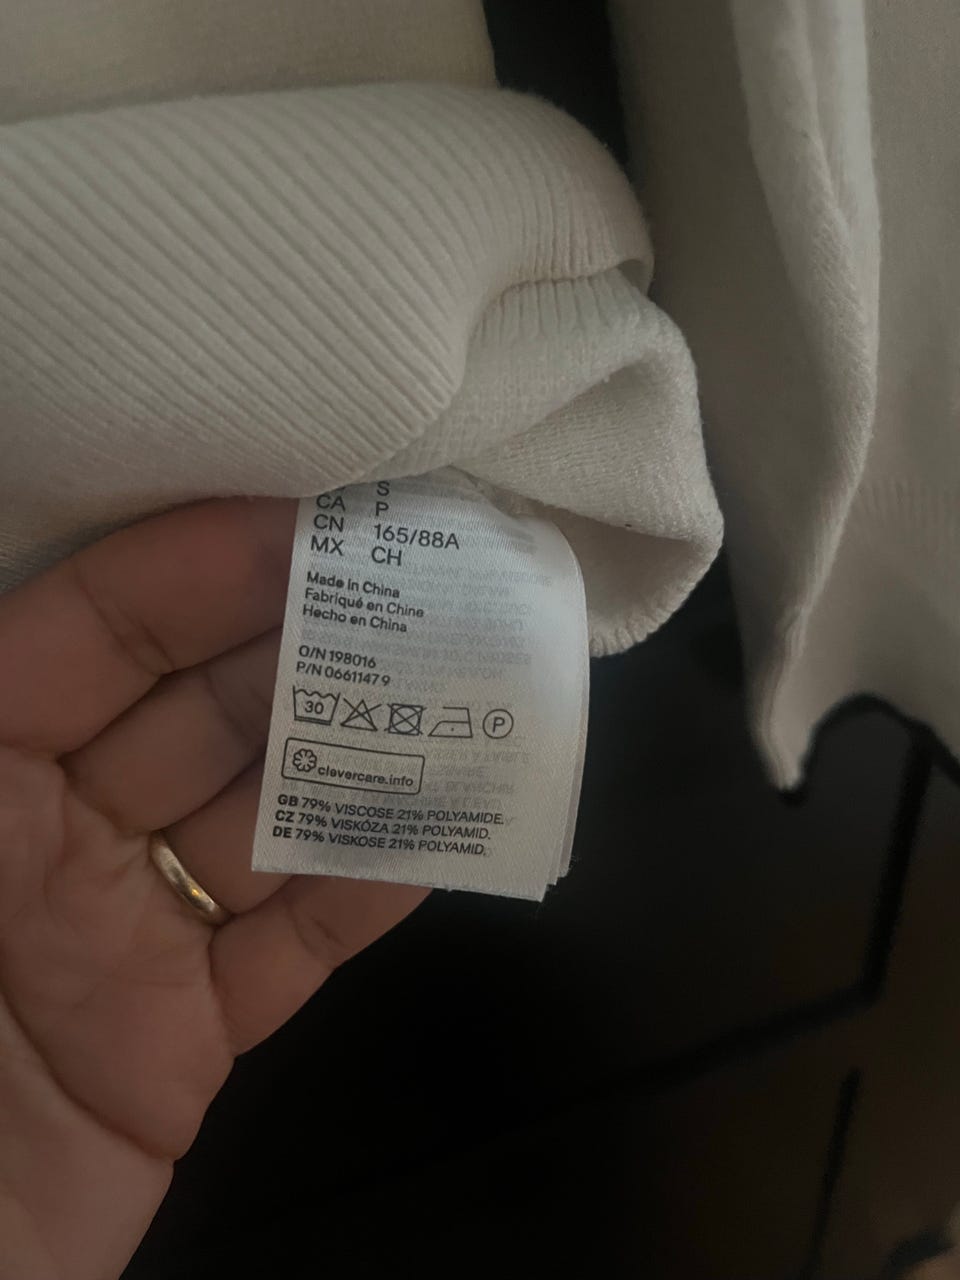 S
CA P
CN 165/88A
MX CH
Made in China
Fabriqué en Chine
Hecho en China
O/N 198016
P/N 06611479
30
P
clevercare.info
GB 79% VISCOSE 21% POLYAMIDE.
CZ 79% VISKÓZA 21% POLYAMID.
DE 79% VISKOSE 21% POLYAMID.